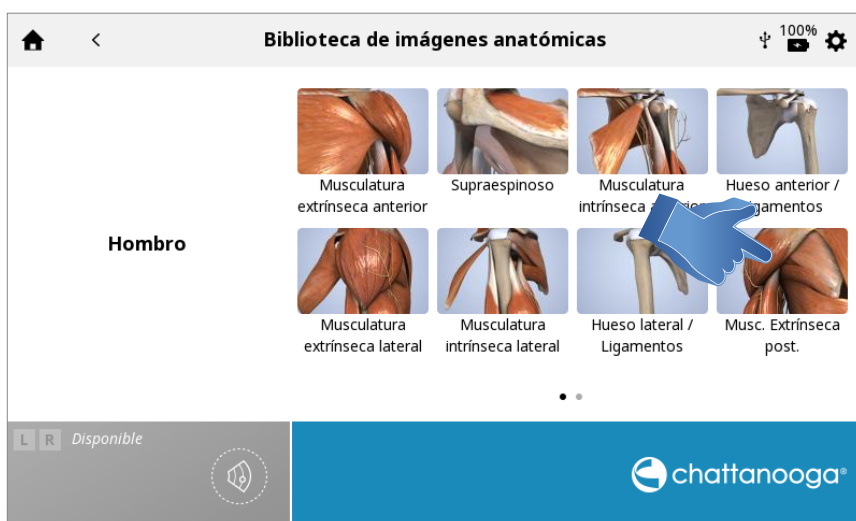 Biblioteca de imágenes anatómicas
100%
Hombro
Musculatura
extrínseca anterior
Supraespinoso
Musculatura
intrínseca
Hueso anterior /
Musculatura
extrínseca lateral
Musculatura
intrínseca lateral
Hueso lateral /
Ligamentos
Musc. Extrínseca
post.
L R Disponible
chattanooga®